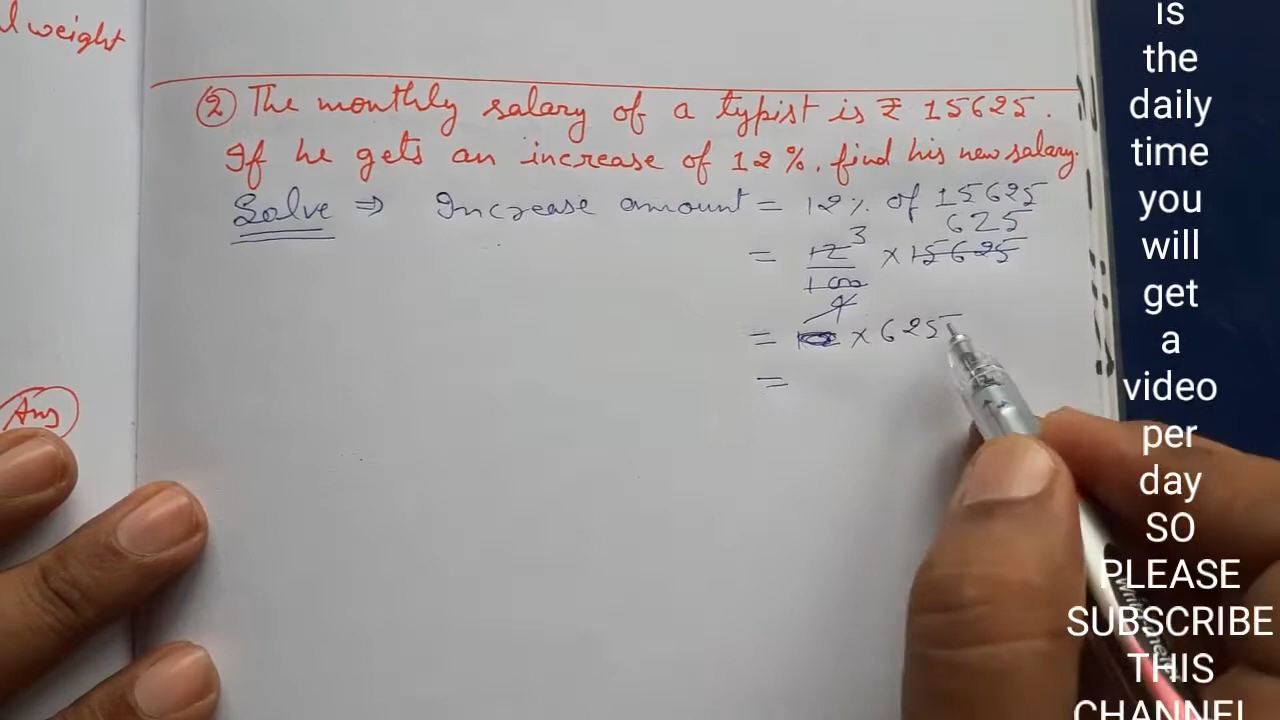 l weight
② The monthly salary of a typist is ₹ 15625.
If he gets an increase of 12%. find his new salary.
Solve ⇒ Increase amount = 12% of 15625
3 625
= 12 × 15625
100
4
= × 625
=
Ans
is
the
daily
time
you
will
get
a
video
per
day
SO
PLEASE
SUBSCRIBE
THIS
CHANNEL